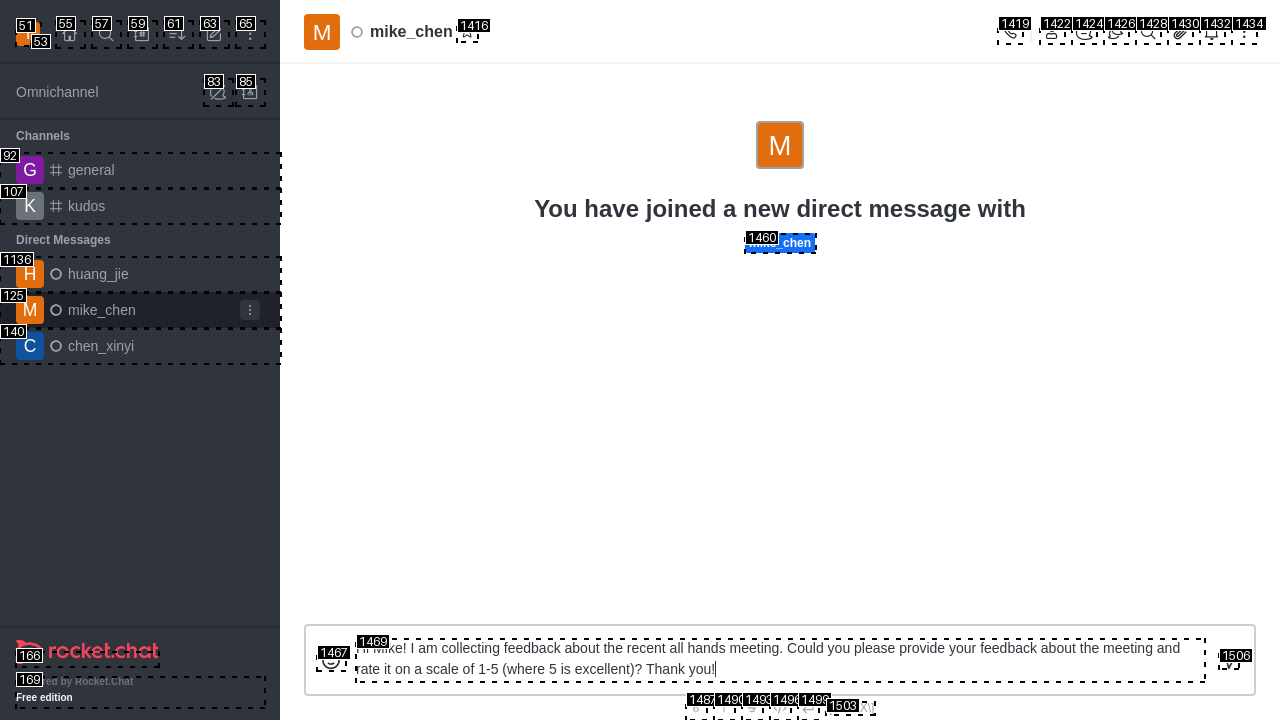 51
53
55
57
59
61
63
65
M mike_chen
1416
1419
1422
1424
1426
1428
1430
1432
1434
Omnichannel
83
85
Channels
92
G general
107
K kudos
Direct Messages
1136
H huang_jie
125
M mike_chen
140
C chen_xinyi
M
You have joined a new direct message with
1460
_chen
1467
1469
Mike! I am collecting feedback about the recent all hands meeting. Could you please provide your feedback about the meeting and
rate it on a scale of 1-5 (where 5 is excellent)? Thank you!
1506
1487
1490
1493
1496
1499
1503
rocket.chat
166
169
by Rocket.Chat
Free edition